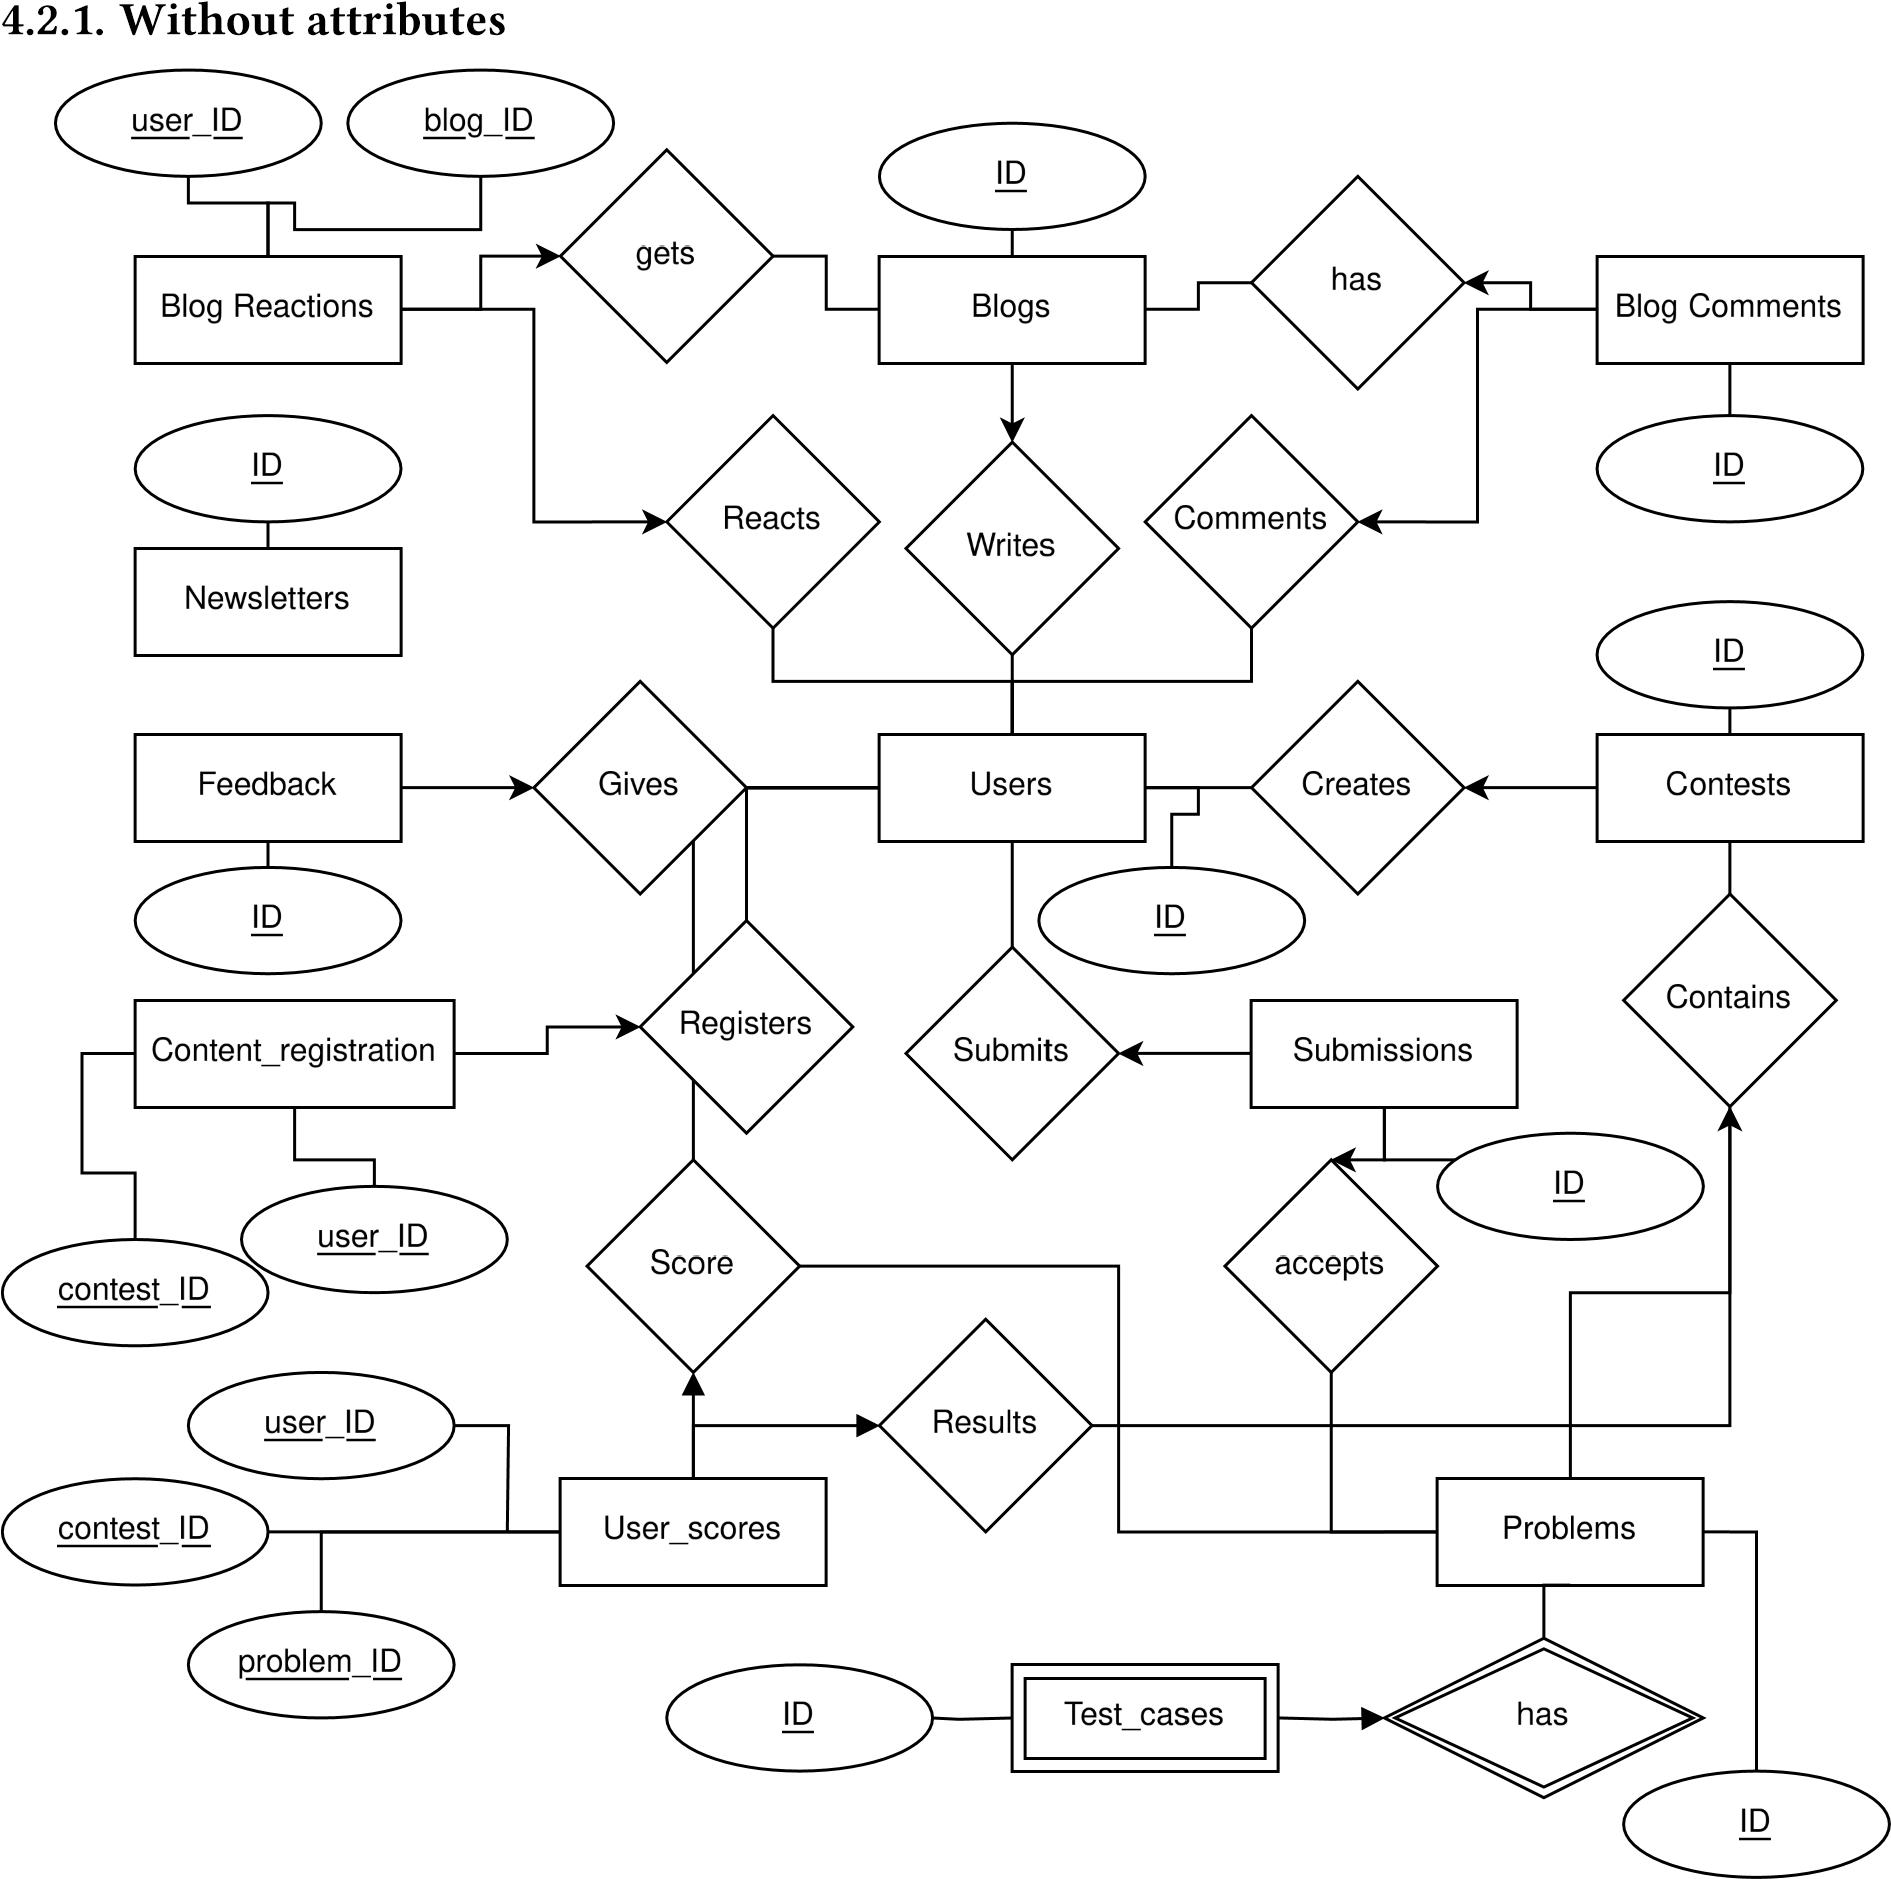 4.2.1. Without attributes
user_ID
blog_ID
ID
gets
has
Blog Reactions
Blogs
Blog Comments
ID
ID
Reacts
Writes
Comments
Newsletters
ID
Feedback
Gives
Users
Creates
Contests
ID
ID
Contains
Content_registration
Registers
Submits
Submissions
ID
user_ID
contest_ID
Score
accepts
user_ID
Results
contest_ID
User_scores
Problems
problem_ID
ID
Test_cases
has
ID